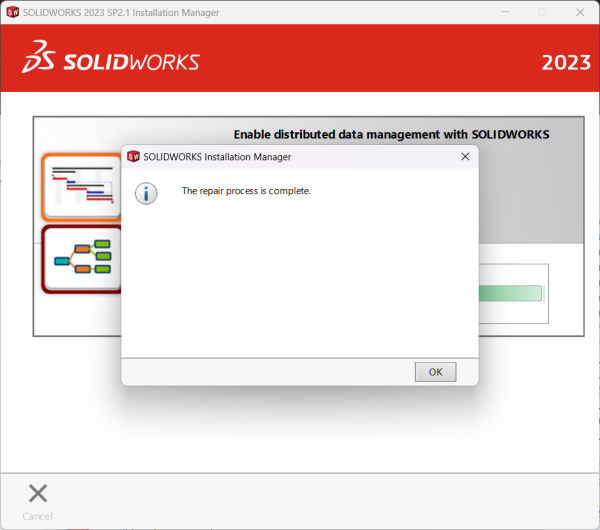 SOLIDWORKS 2023 SP2.1 Installation Manager
SOLIDWORKS
2023
Enable distributed data management with SOLIDWORKS
SW SOLIDWORKS Installation Manager
The repair process is complete.
OK
Cancel